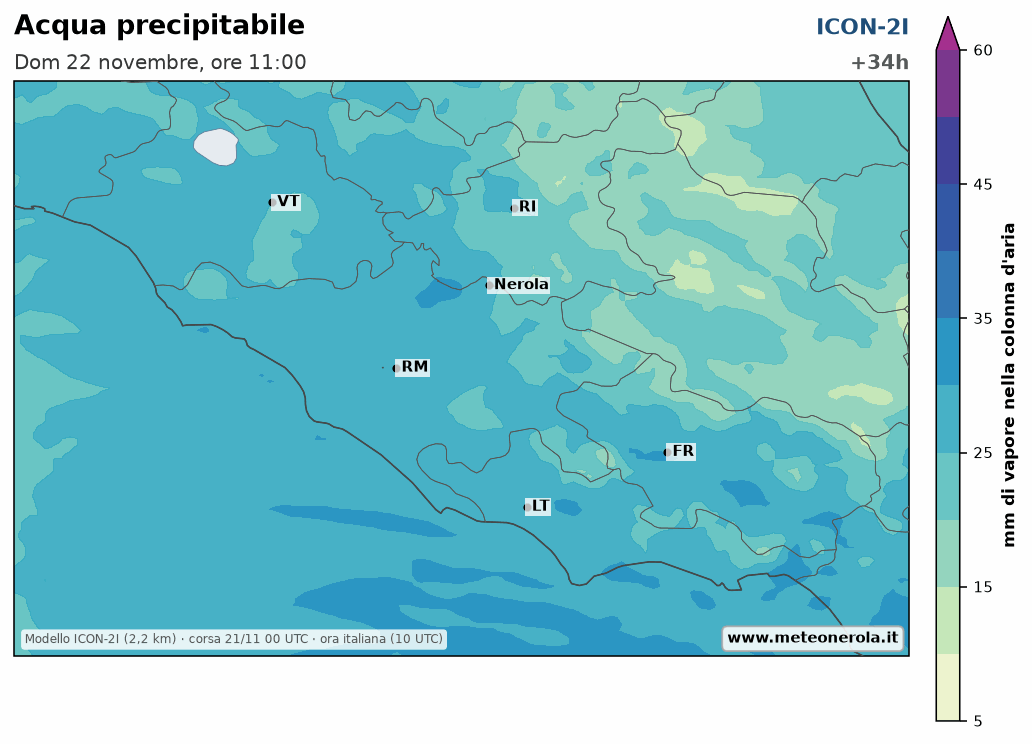 Acqua precipitabile
ICON-2I
Dom 22 novembre, ore 11:00
+34h
60
45
35
25
15
5
mm di vapore nella colonna d'aria
VT
RI
Nerola
RM
FR
LT
Modello ICON-2I (2,2 km) · corsa 21/11 00 UTC · ora italiana (10 UTC)
www.meteonerola.it